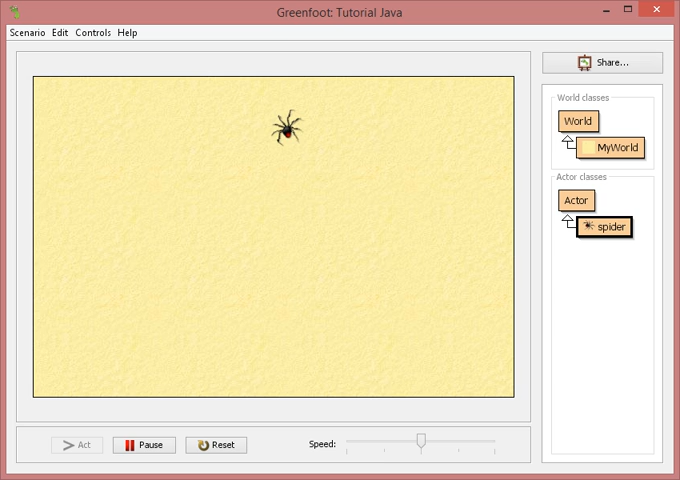 Greenfoot: Tutorial Java
Scenario Edit Controls Help
Share...
World classes
World
MyWorld
Actor classes
Actor
spider
Act Pause Reset Speed: